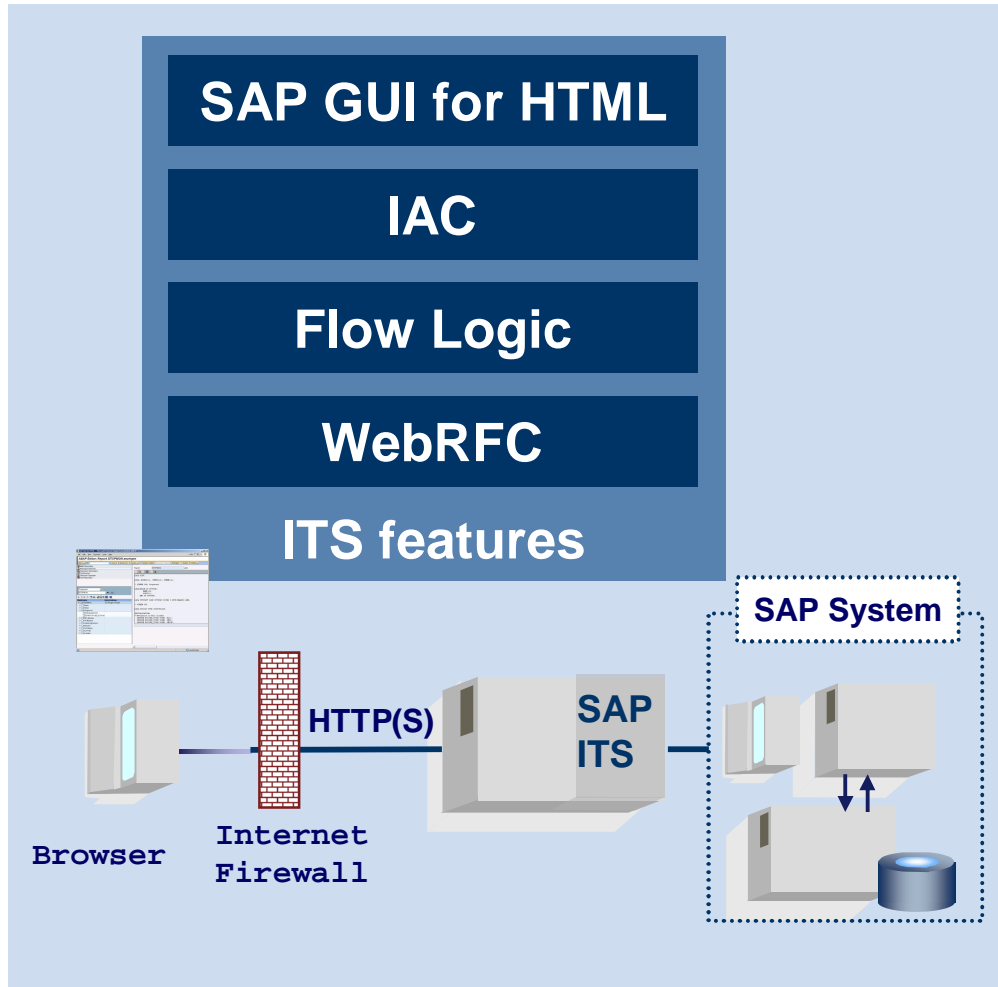 SAP GUI for HTML
IAC
Flow Logic
WebRFC
ITS features
SAP System
HTTP(S)
SAP
ITS
Browser
Internet
Firewall